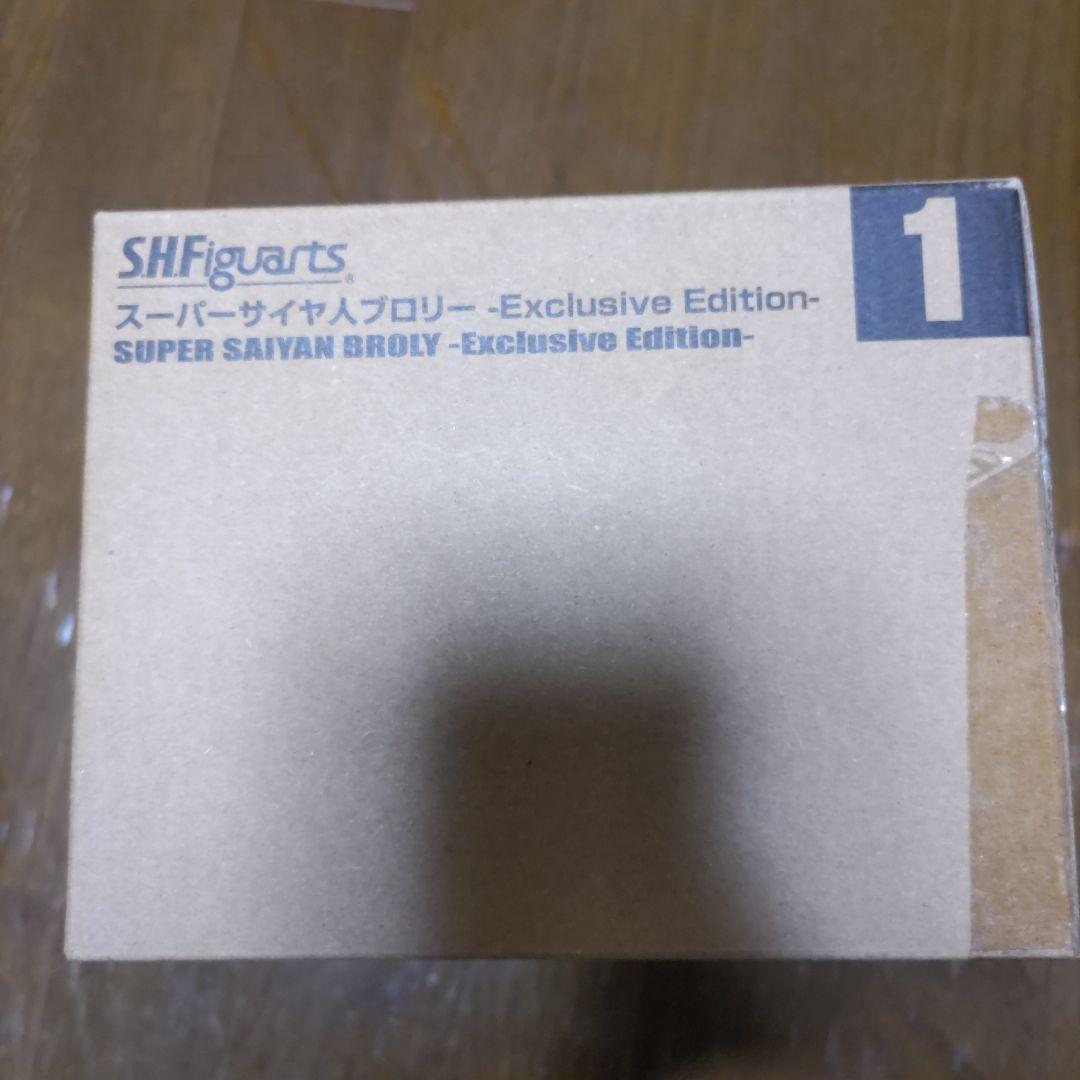 S.H.Figuarts®
スーパーサイヤ人ブロリー -Exclusive Edition-
SUPER SAIYAN BROLY -Exclusive Edition-
1